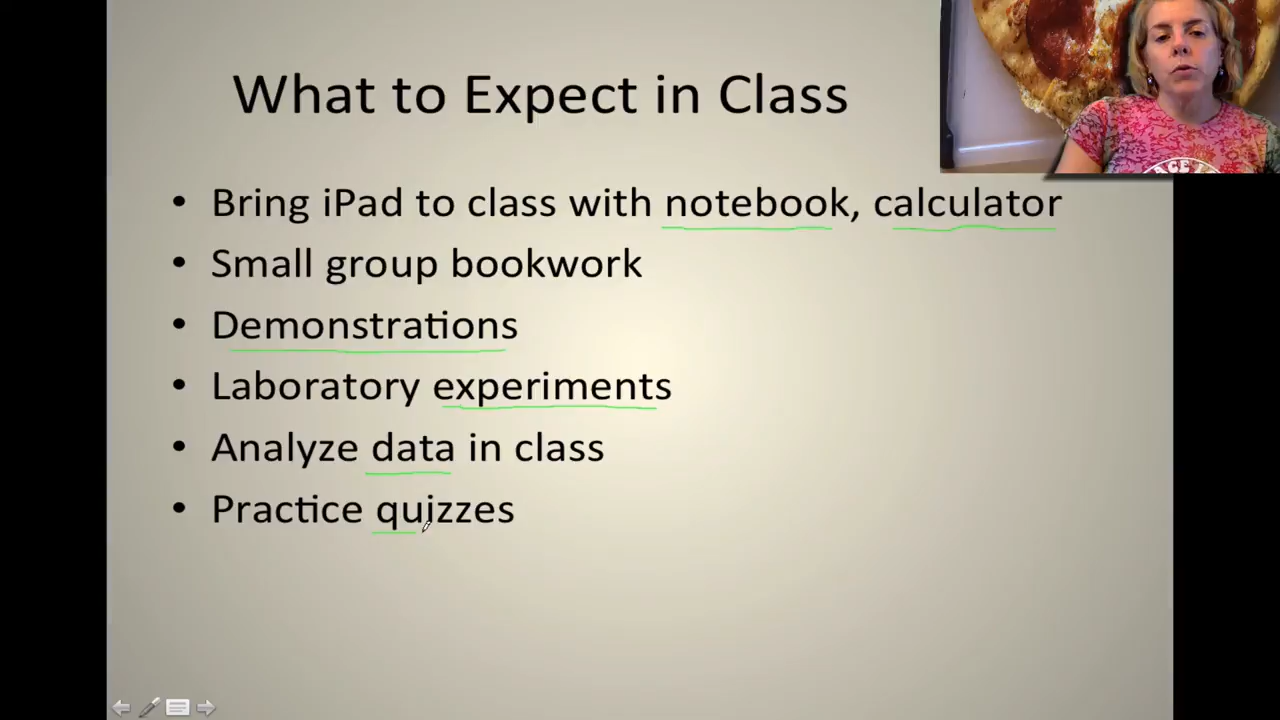 What to Expect in Class
• Bring iPad to class with notebook, calculator
• Small group bookwork
• Demonstrations
• Laboratory experiments
• Analyze data in class
• Practice quizzes